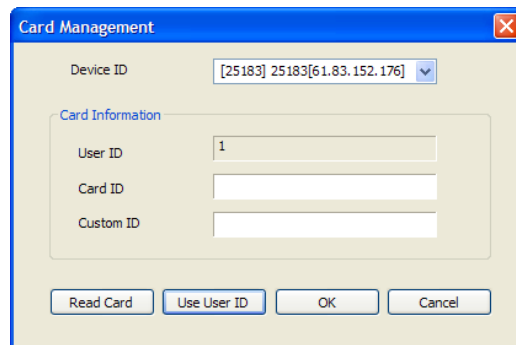 Card Management
Device ID [25183] 25183[61.83.152.176]
Card Information
User ID 1
Card ID
Custom ID
Read Card Use User ID OK Cancel